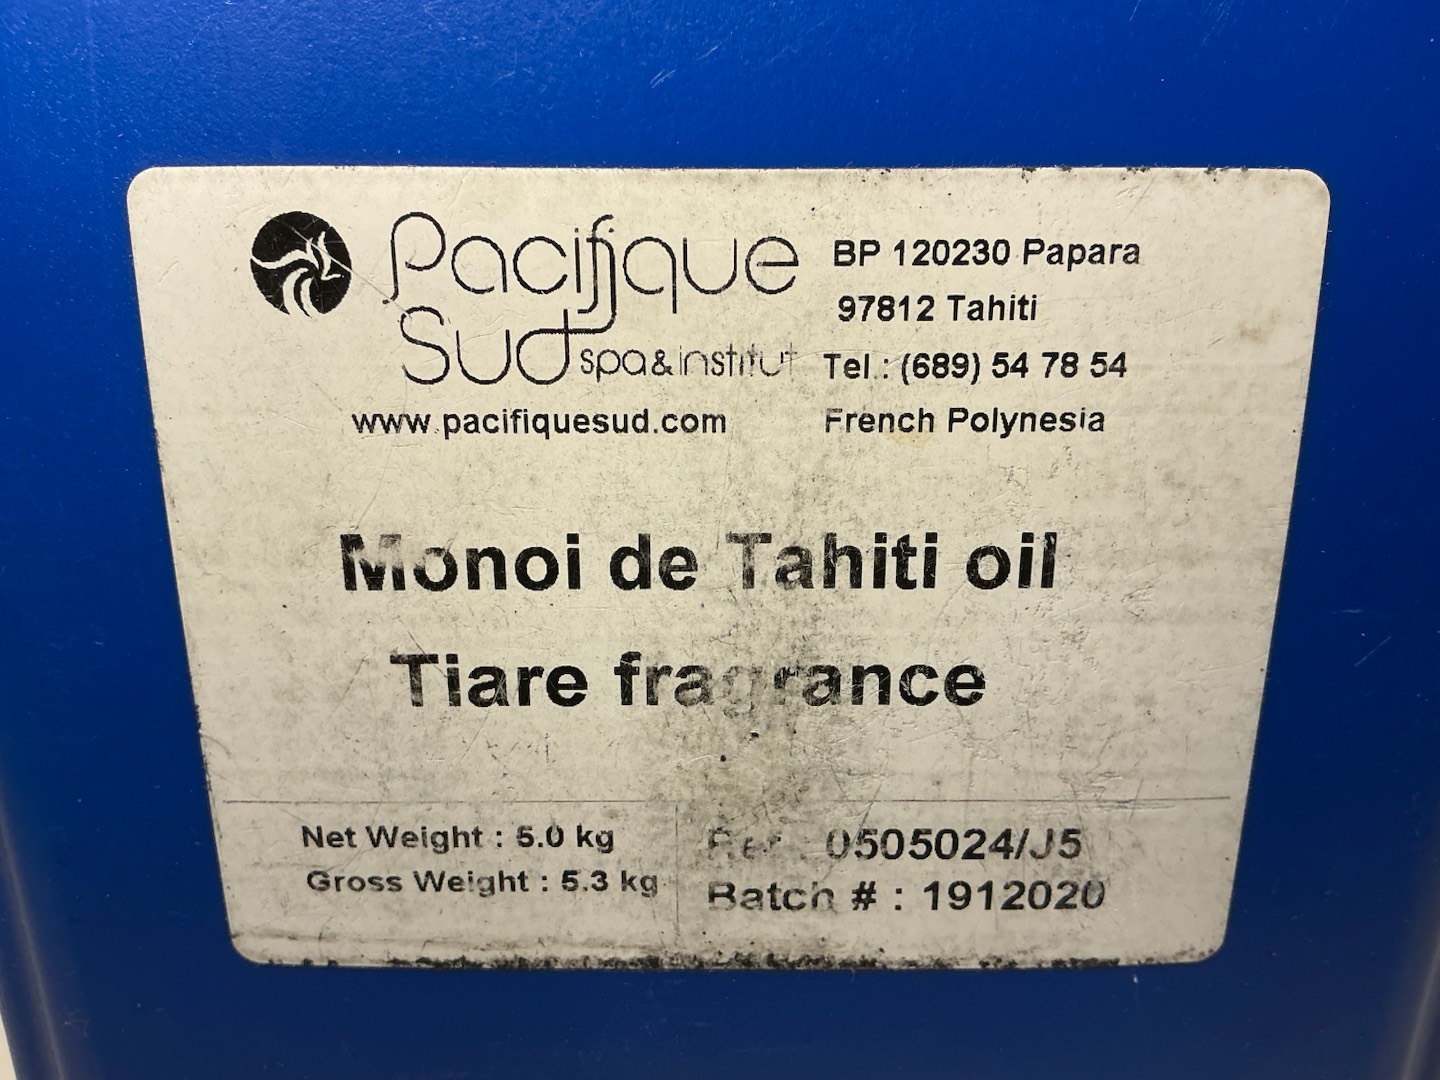 Pacifique
Sud spa & institut
www.pacifiquesud.com
BP 120230 Papara
97812 Tahiti
Tel.: (689) 54 78 54
French Polynesia
Monoi de Tahiti oil
Tiare fragrance
Net Weight : 5.0 kg
Gross Weight : 5.3 kg
Ref. : 0505024/J5
Batch # : 1912020